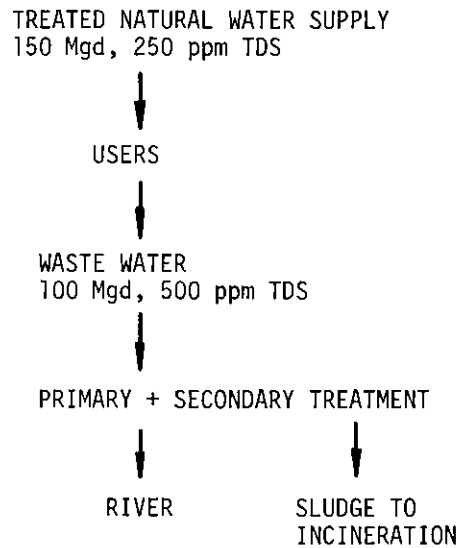 TREATED NATURAL WATER SUPPLY
150 Mgd, 250 ppm TDS
USERS
WASTE WATER
100 Mgd, 500 ppm TDS
PRIMARY + SECONDARY TREATMENT
RIVER
SLUDGE TO
INCINERATION